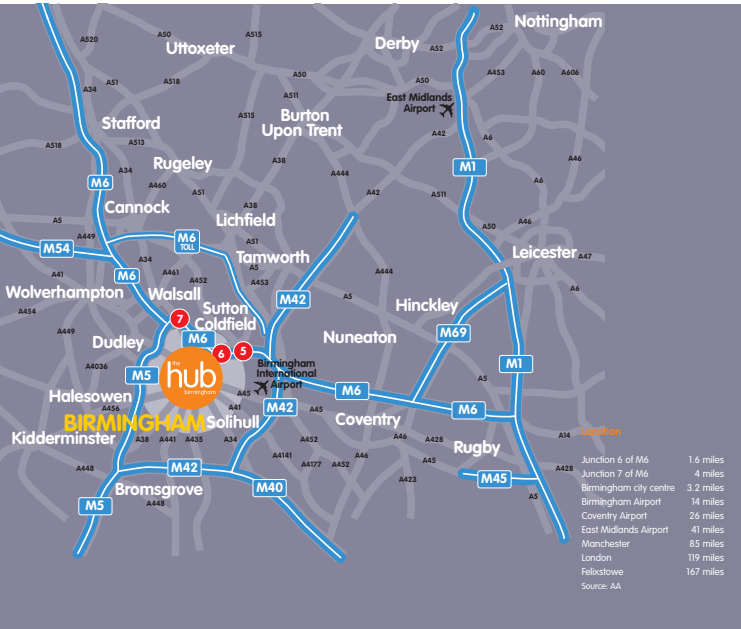 Nottingham
A520
A50
A515
Uttoxeter
Derby
A52
A52
A50
A453
A60
A606
A51
A518
A34
A50
A511
East Midlands
Airport
Burton
Upon Trent
A515
Stafford
A513
A518
A42
A6
A38
A46
Rugeley
A34
M1
A444
A6
M6
A460
A51
A42
A511
Cannock
A38
A5
Lichfield
A46
A50
A449
M6
TOLL
A51
M54
Tamworth
Leicester
A47
A34
A5
A41
M6
A461
A452
A453
A444
A6
Wolverhampton
Walsall
M42
A5
Hinckley
A454
Sutton
Coldfield
7
A449
M6
M69
Dudley
Nuneaton
6
5
Birmingham
International
Airport
M1
A4036
the
hub
birmingham
M5
A5
A45
M6
Halesowen
A456
A41
M42
A45
M6
BIRMINGHAM
Solihull
Coventry
Kidderminster
A38
A441
A435
A34
A452
A46
A428
Rugby
A14
Location
A4141
A46
A45
A448
M42
A4177
A452
A428
A423
M45
M40
Bromsgrove
A5
M5
A448
Junction 6 of M6 1.6 miles
Junction 7 of M6 4 miles
Birmingham city centre 3.2 miles
Birmingham Airport 14 miles
Coventry Airport 26 miles
East Midlands Airport 41 miles
Manchester 85 miles
London 119 miles
Felixstowe 167 miles
Source: AA